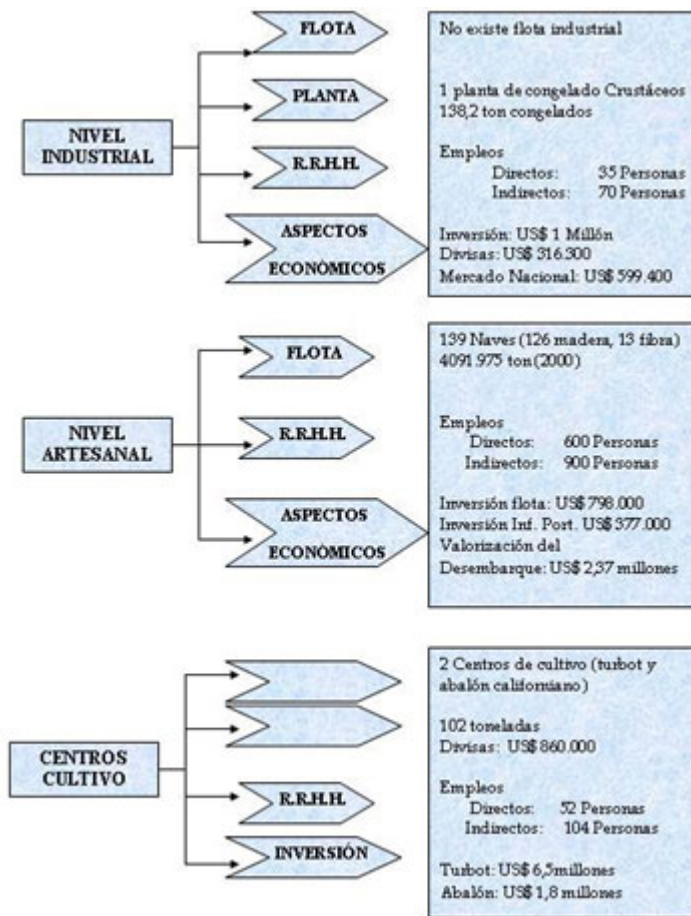 NIVEL
INDUSTRIAL
FLOTA
PLANTA
R.R.H.H.
ASPECTOS
ECONÓMICOS
No existe flota industrial
1 planta de congelado Crustáceos
138,2 ton congelados
Empleos
Directos: 35 Personas
Indirectos: 70 Personas
Inversión: US$ 1 Millón
Divisas: US$ 316.300
Mercado Nacional: US$ 599.400
NIVEL
ARTESANAL
FLOTA
R.R.H.H.
ASPECTOS
ECONÓMICOS
139 Naves (126 madera, 13 fibra)
4091.975 ton (2000)
Empleos
Directos: 600 Personas
Indirectos: 900 Personas
Inversión flota: US$ 798.000
Inversión Inf. Port. US$ 377.000
Valorización del
Desembarque: US$ 2,37 millones
CENTROS
CULTIVO
R.R.H.H.
INVERSIÓN
2 Centros de cultivo (turbot y
abalón californiano)
102 toneladas
Divisas: US$ 860.000
Empleos
Directos: 52 Personas
Indirectos: 104 Personas
Turbot: US$ 6,5millones
Abalón: US$ 1,8 millones